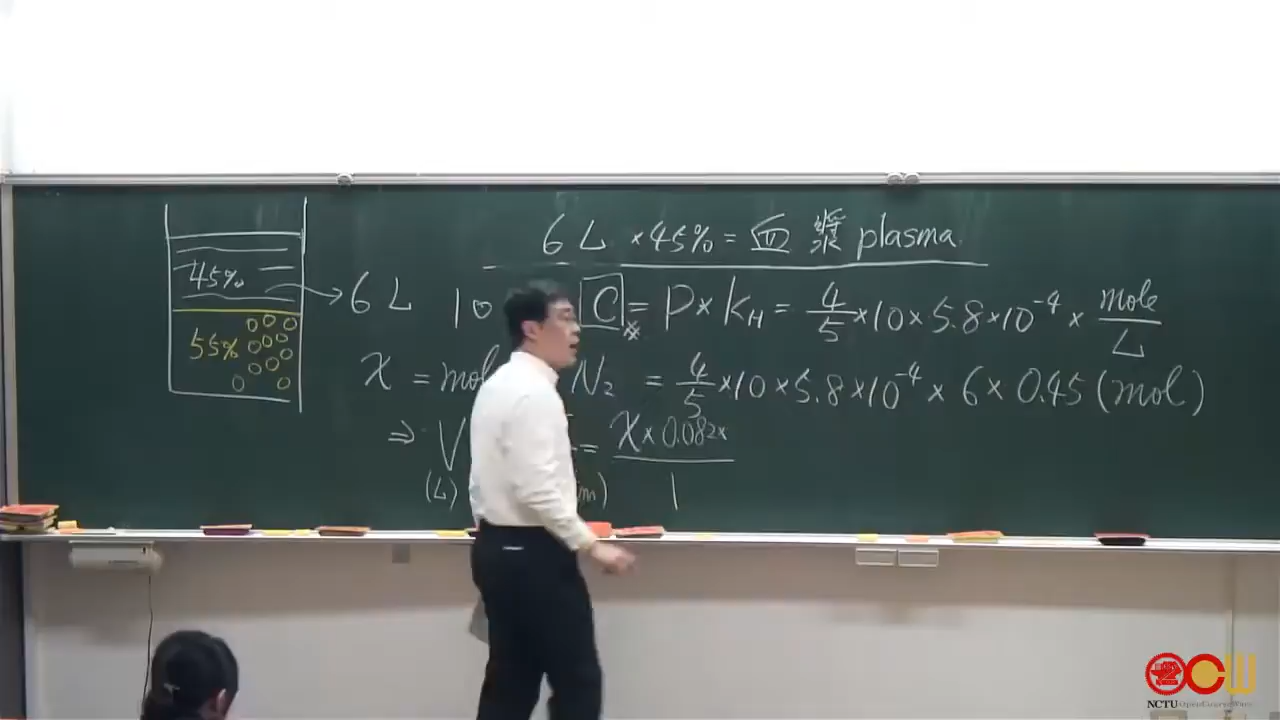 6 L × 45% = 血漿 plasma
45%
→ 6 L
55%
10
C = P × K_H = 4/5 × 10 × 5.8 × 10⁻⁴ × mole/L
X = mol N₂ = 4/5 × 10 × 5.8 × 10⁻⁴ × 6 × 0.45 (mol)
⇒ V = X × 0.082 × / 1
(L)
NCTU OpenCourseWare